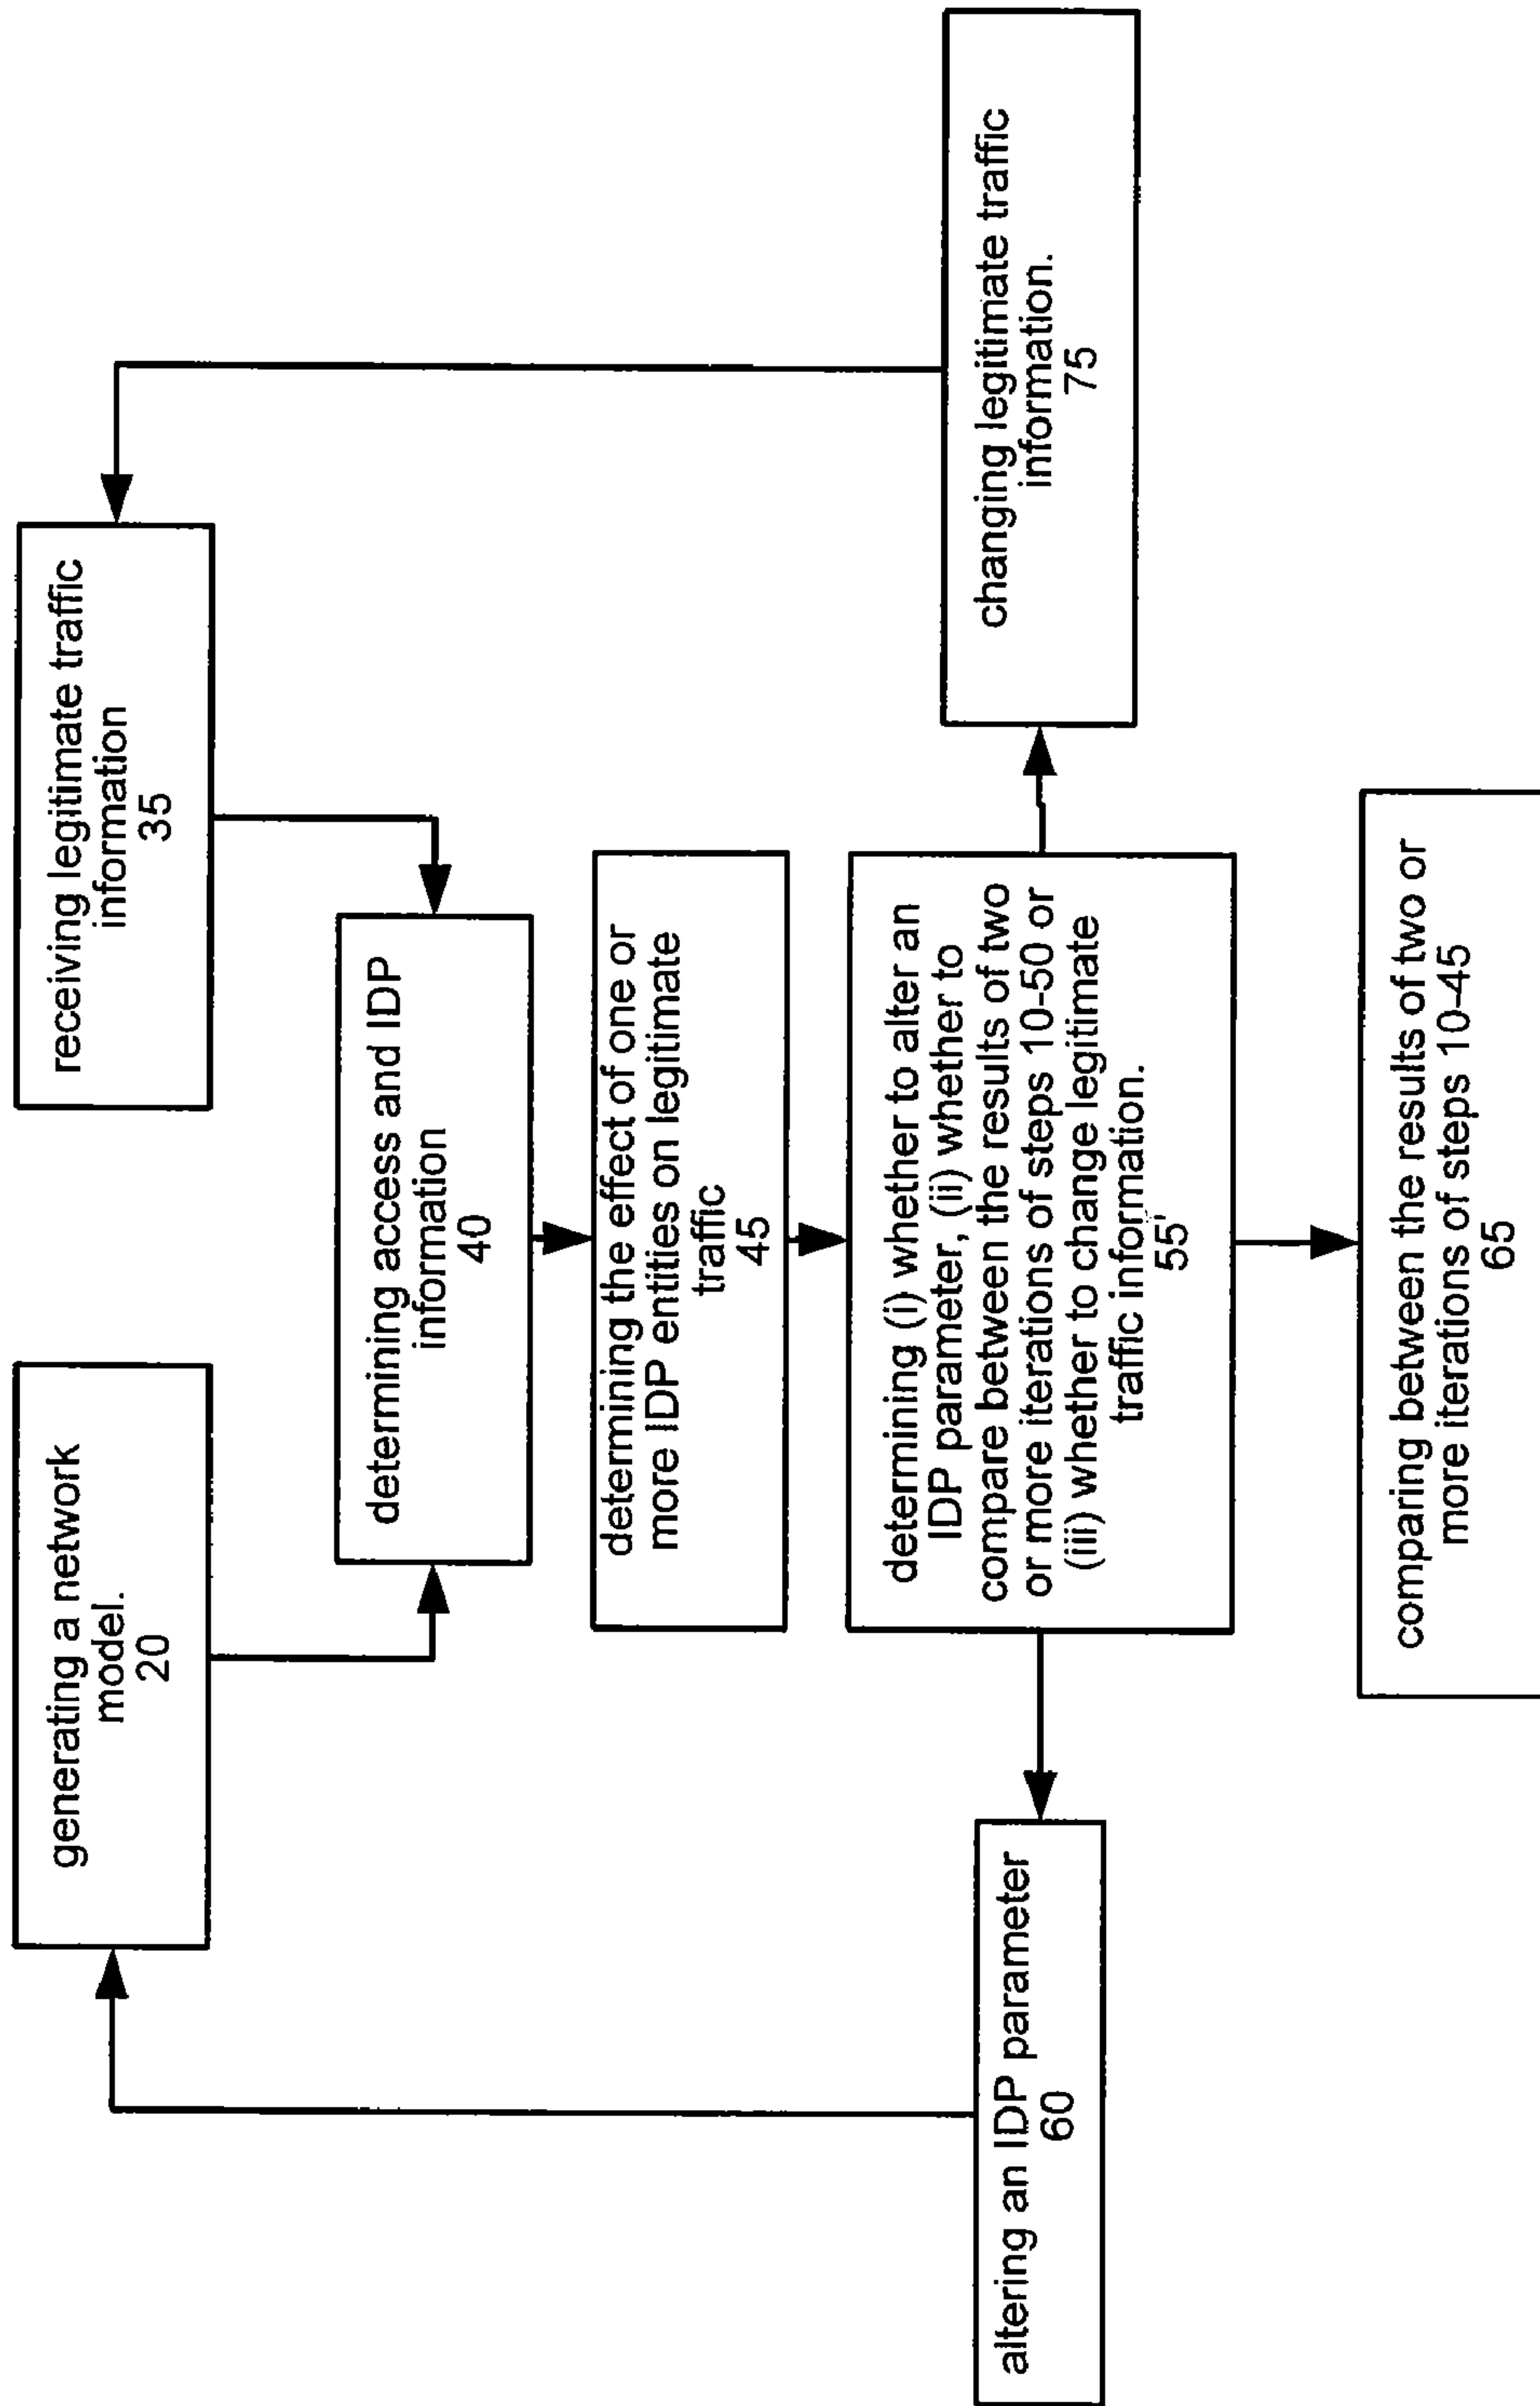 generating a network
model.
20
receiving legitimate traffic
information
35
determining access and IDP
information
40
determining the effect of one or
more IDP entities on legitimate
traffic
45
determining (i) whether to alter an
IDP parameter, (ii) whether to
compare between the results of two
or more iterations of steps 10-50 or
(iii) whether to change legitimate
traffic information.
55'
altering an IDP parameter
60
changing legitimate traffic
information.
75
comparing between the results of two or
more iterations of steps 10-45
65